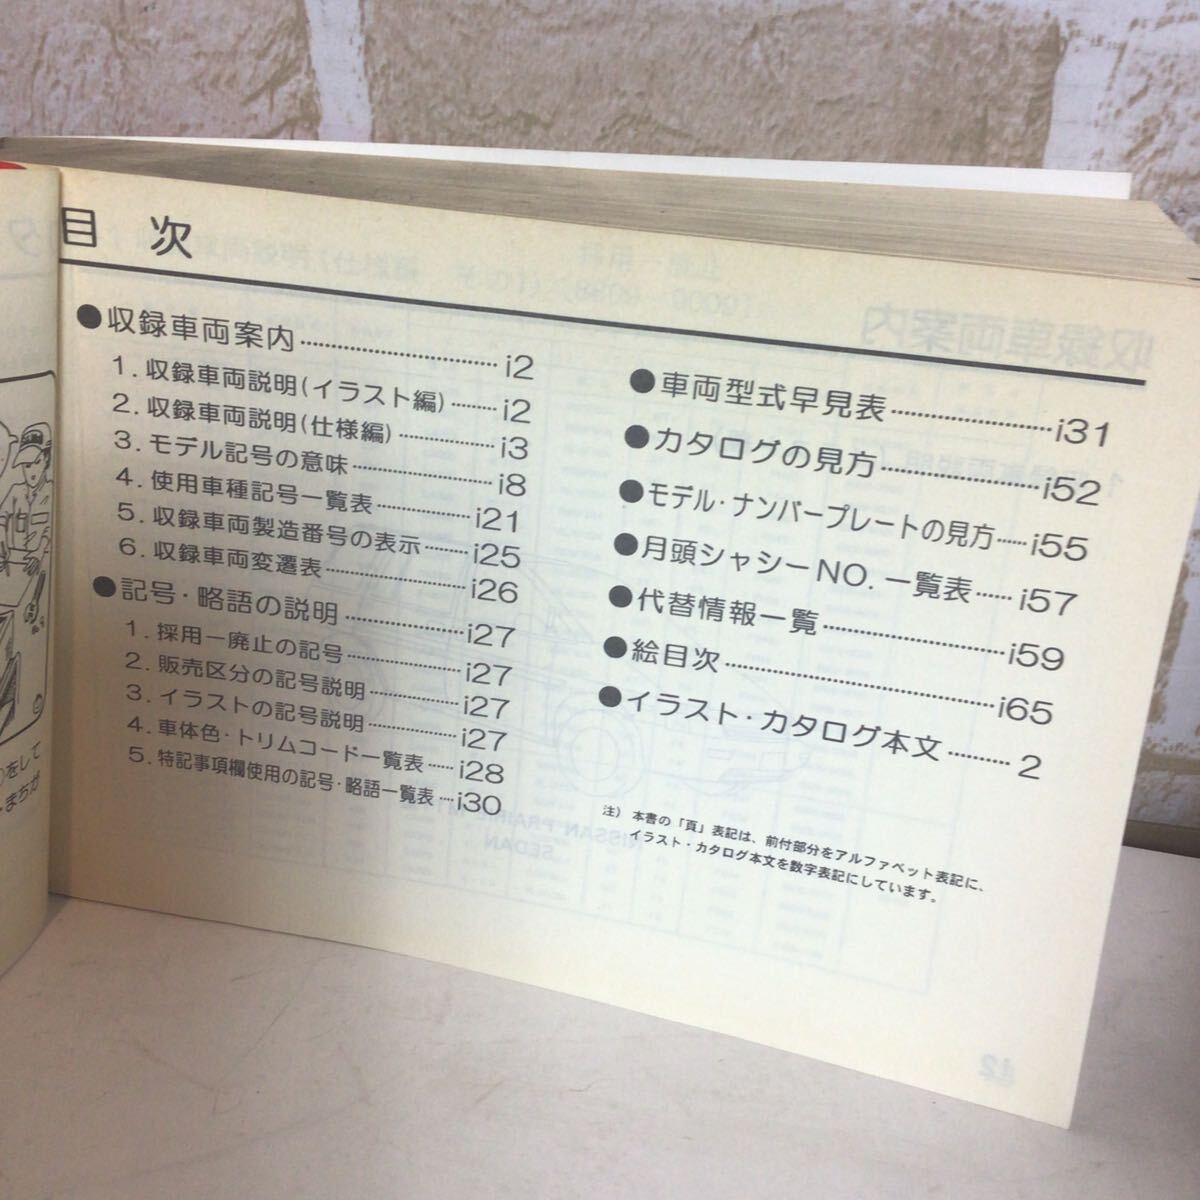 目 次
●収録車両案内……………i2
1. 収録車両説明(イラスト編)……i2
2. 収録車両説明(仕様編)……i3
3. モデル記号の意味……i8
4. 使用車種記号一覧表……i21
5. 収録車両製造番号の表示……i25
6. 収録車両変遷表……i26
●記号・略語の説明……i27
1. 採用ー廃止の記号……i27
2. 販売区分の記号説明……i27
3. イラストの記号説明……i27
4. 車体色・トリムコード一覧表……i28
5. 特記事項欄使用の記号・略語一覧表…i30
●車両型式早見表……i31
●カタログの見方……i52
●モデル・ナンバープレートの見方……i55
●月頭シャシーNO. 一覧表……i57
●代替情報一覧……i59
●絵目次……i65
●イラスト・カタログ本文……2
注) 本書の「頁」表記は、前付部分をアルファベット表記に、
イラスト・カタログ本文を数字表記にしています。
をして
まちが